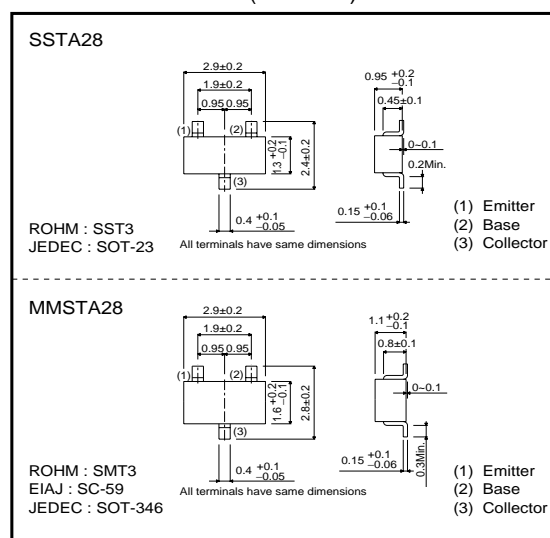 SSTA28
2.9±0.2
1.9±0.2
0.95 0.95
(1) (2)
(3)
1.3 +0.2 −0.1
2.4±0.2
0.4 +0.1 −0.05
All terminals have same dimensions
0.95 +0.2 −0.1
0.45±0.1
0~0.1
0.2Min.
0.15 +0.1 −0.06
ROHM : SST3
JEDEC : SOT-23
(1) Emitter
(2) Base
(3) Collector
MMSTA28
2.9±0.2
1.9±0.2
0.95 0.95
(1) (2)
(3)
1.6 +0.2 −0.1
2.8±0.2
0.4 +0.1 −0.05
All terminals have same dimensions
1.1 +0.2 −0.1
0.8±0.1
0~0.1
0.3Min.
0.15 +0.1 −0.06
ROHM : SMT3
EIAJ : SC-59
JEDEC : SOT-346
(1) Emitter
(2) Base
(3) Collector